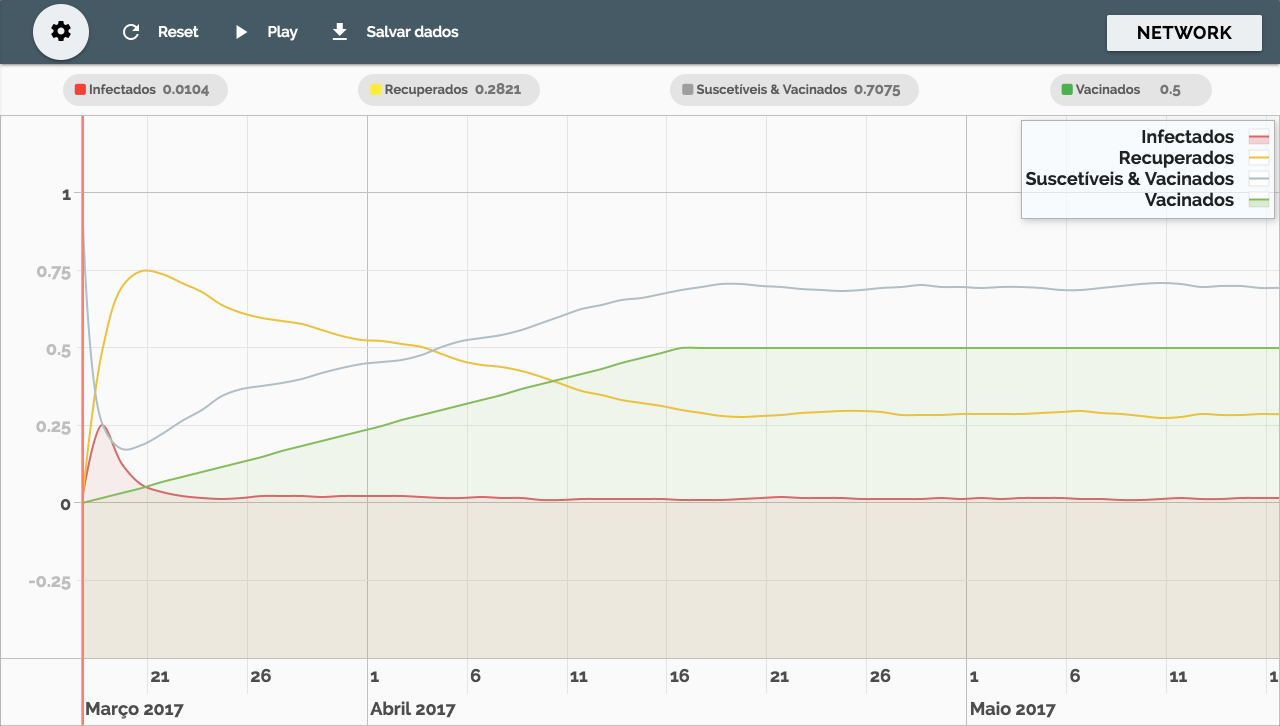 Reset Play Salvar dados NETWORK
Infectados 0.0104 Recuperados 0.2821 Suscetíveis & Vacinados 0.7075 Vacinados 0.5
Infectados
Recuperados
Suscetíveis & Vacinados
Vacinados
1
0.75
0.5
0.25
0
-0.25
21 26 1 6 11 16 21 26 1 6 11 1
Março 2017 Abril 2017 Maio 2017